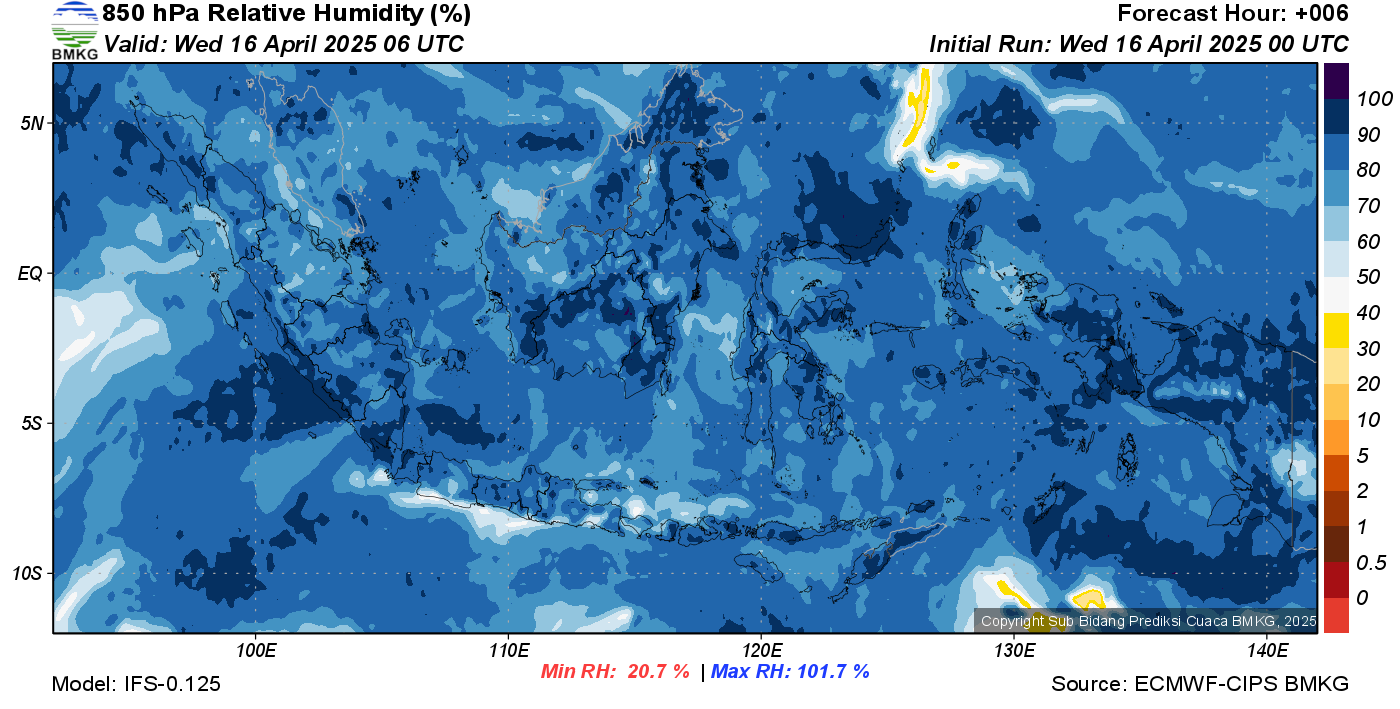 850 hPa Relative Humidity (%)
Forecast Hour: +006
BMKG
Valid: Wed 16 April 2025 06 UTC
Initial Run: Wed 16 April 2025 00 UTC
5N
EQ
5S
10S
100
90
80
70
60
50
40
30
20
10
5
2
1
0.5
0
Copyright Sub Bidang Prediksi Cuaca BMKG, 2025
100E
110E
120E
130E
140E
Min RH: 20.7 % | Max RH: 101.7 %
Model: IFS-0.125
Source: ECMWF-CIPS BMKG